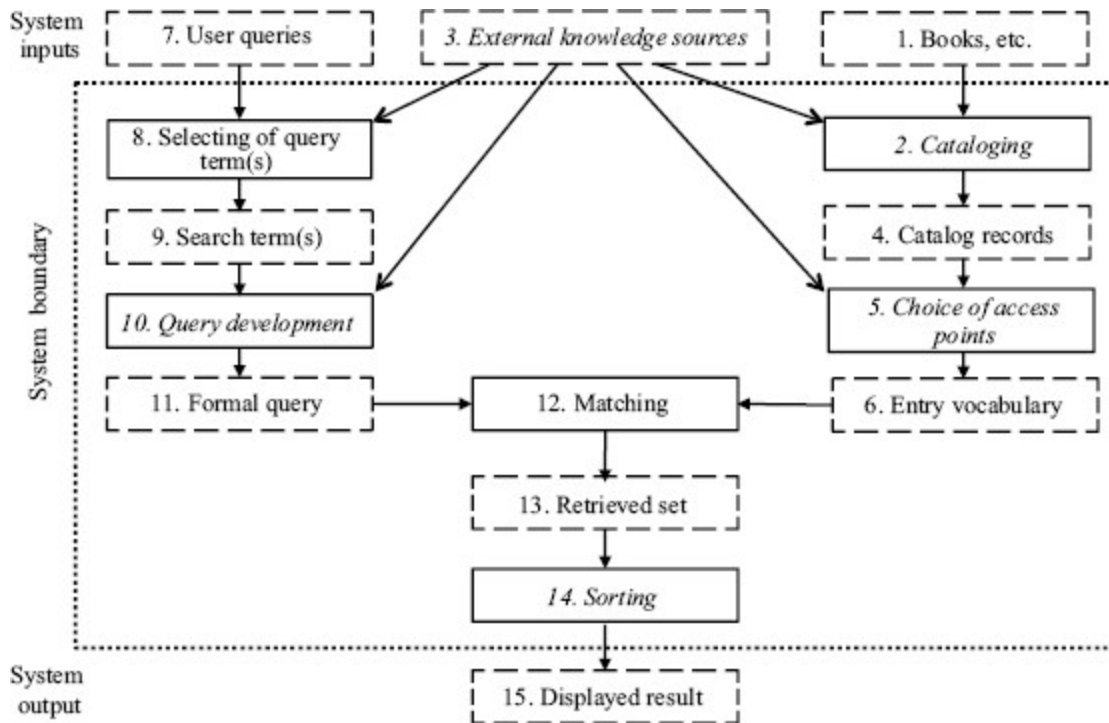 System
inputs
7. User queries
3. External knowledge sources
1. Books, etc.
8. Selecting of query
term(s)
2. Cataloging
9. Search term(s)
4. Catalog records
10. Query development
5. Choice of access
points
System boundary
11. Formal query
12. Matching
6. Entry vocabulary
13. Retrieved set
14. Sorting
System
output
15. Displayed result